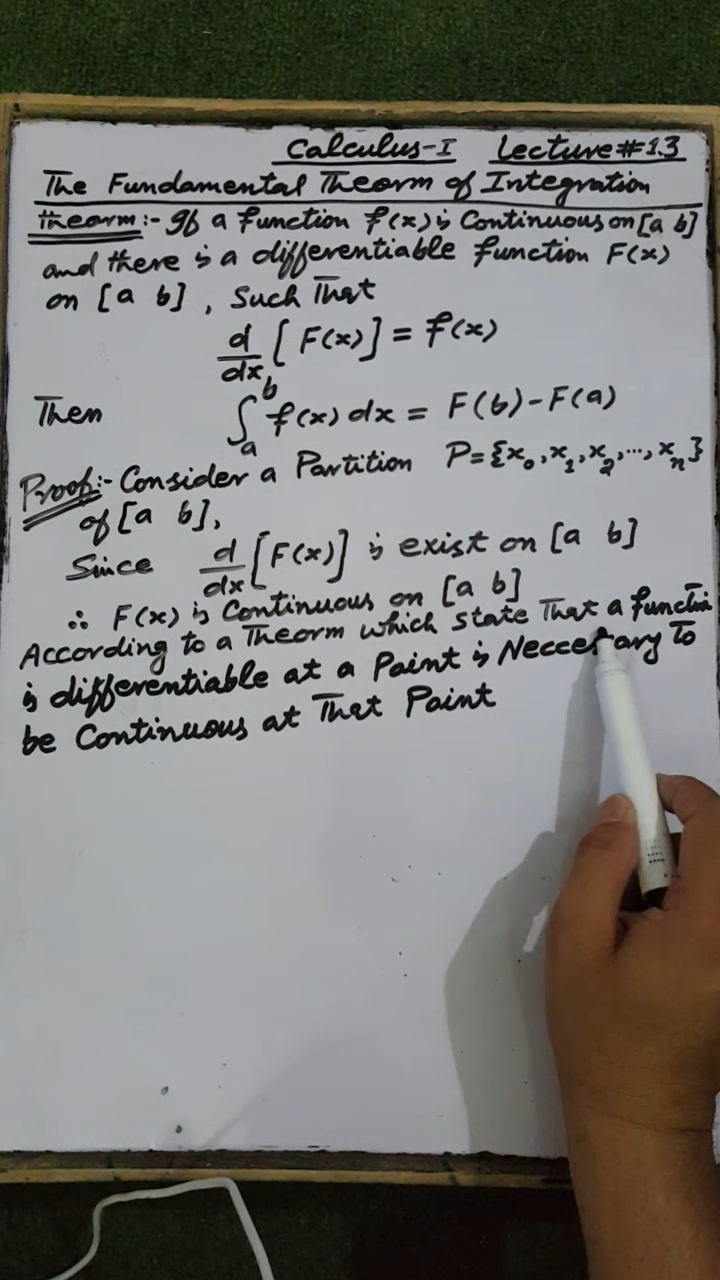 Calculus-I Lecture#13
The Fundamental Theorm of Integration
theorm:- If a function f(x) is Continuous on [a b]
and there is a differentiable function F(x)
on [a b], Such That
d/dx [F(x)] = f(x)
Then ∫_a^b f(x) dx = F(b)-F(a)
Proof:- Consider a Partition P={x₀,x₁,x₂,...,xₙ}
of [a b],
Since d/dx [F(x)] is exist on [a b]
∴ F(x) is Continuous on [a b]
According to a Theorm which state That a functin
is differentiable at a Point is Neccessary To
be Continuous at That Point